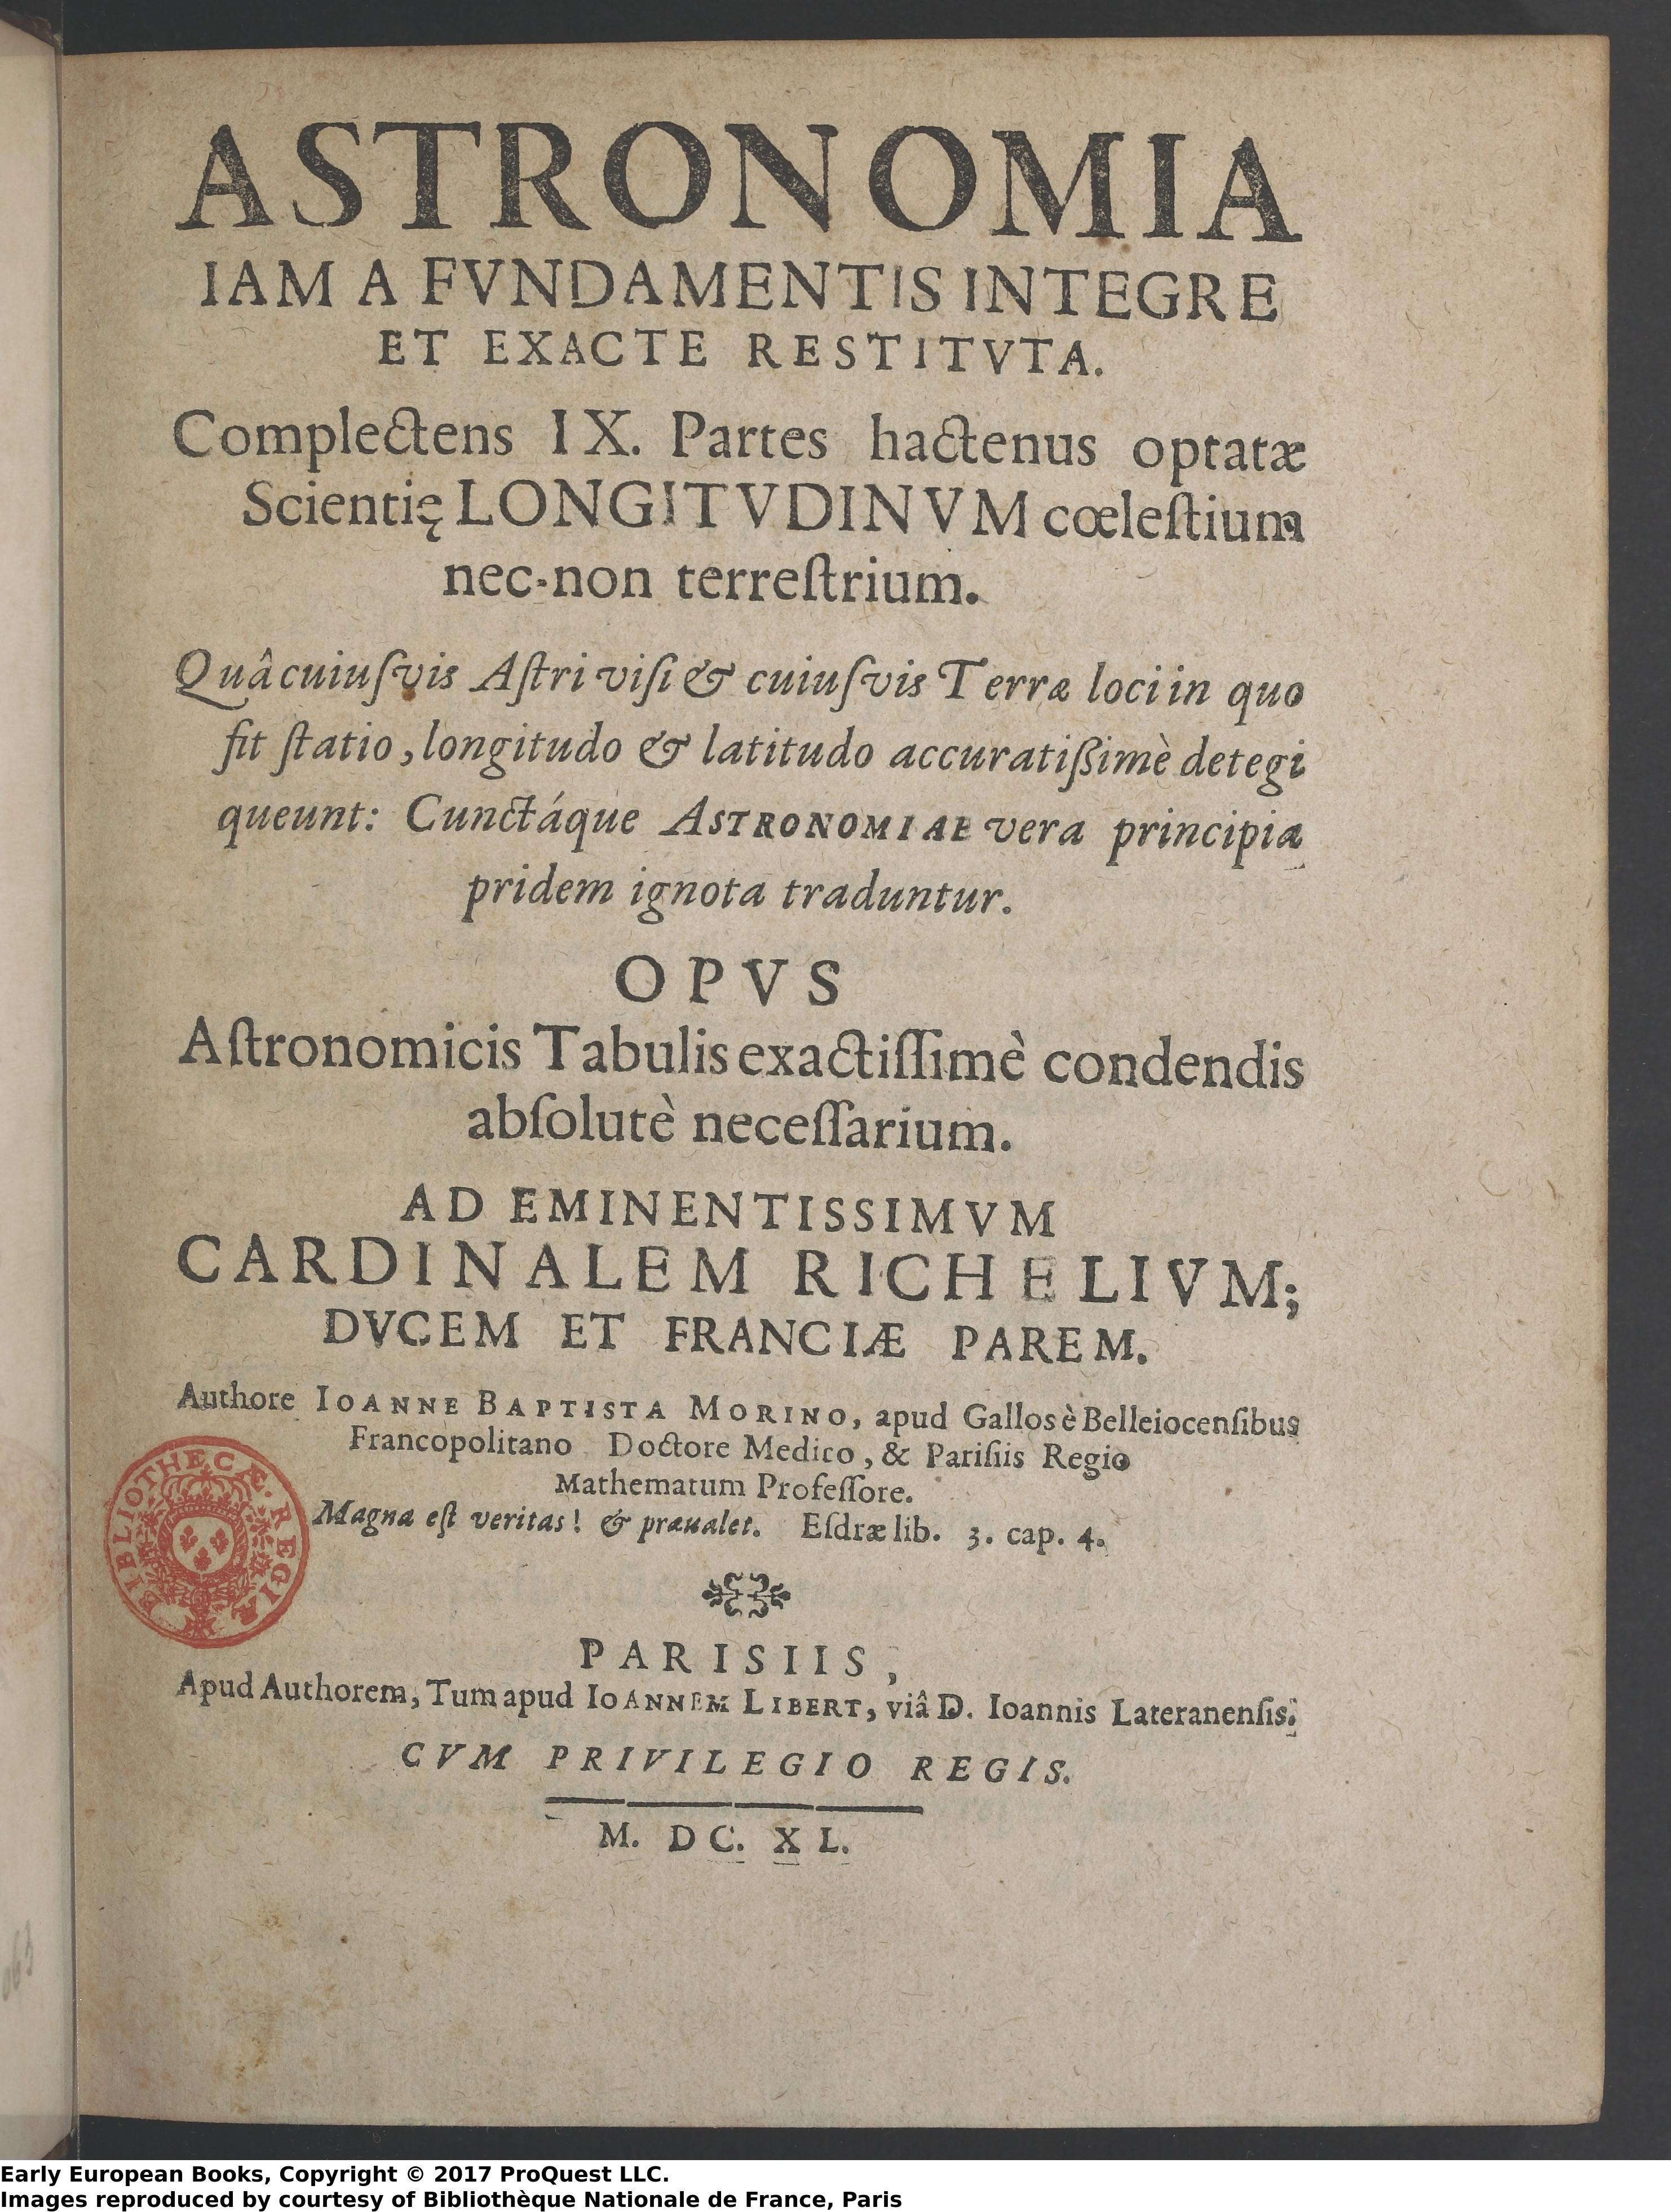 ASTRONOMIA
IAM A FVNDAMENTIS INTEGRE
ET EXACTE RESTITVTA.
Complectens IX. Partes hactenus optatæ
Scientię LONGITVDINVM cœleſtium
nec-non terreſtrium.
Quâ cuiuſvis Aſtri viſi & cuiuſvis Terræ loci in quo
fit ſtatio, longitudo & latitudo accuratißimè detegi
queunt: Cunctáque ASTRONOMIAE vera principia
pridem ignota traduntur.
OPVS
Aſtronomicis Tabulis exactiſſimè condendis
abſolutè neceſſarium.
AD EMINENTISSIMVM
CARDINALEM RICHELIVM;
DVCEM ET FRANCIÆ PAREM.
Authore IOANNE BAPTISTA MORINO, apud Gallos è Belleiocenſibus
Francopolitano Doctore Medico, & Pariſiis Regio
Mathematum Profeſſore.
Magna eſt veritas! & præualet. Eſdræ lib. 3. cap. 4.
BIBLIOTHECÆ REGIÆ
PARISIIS,
Apud Authorem, Tum apud IOANNEM LIBERT, viâ D. Ioannis Lateranenſis.
CVM PRIVILEGIO REGIS.
M. DC. XL.
Early European Books, Copyright © 2017 ProQuest LLC.
Images reproduced by courtesy of Bibliothèque Nationale de France, Paris